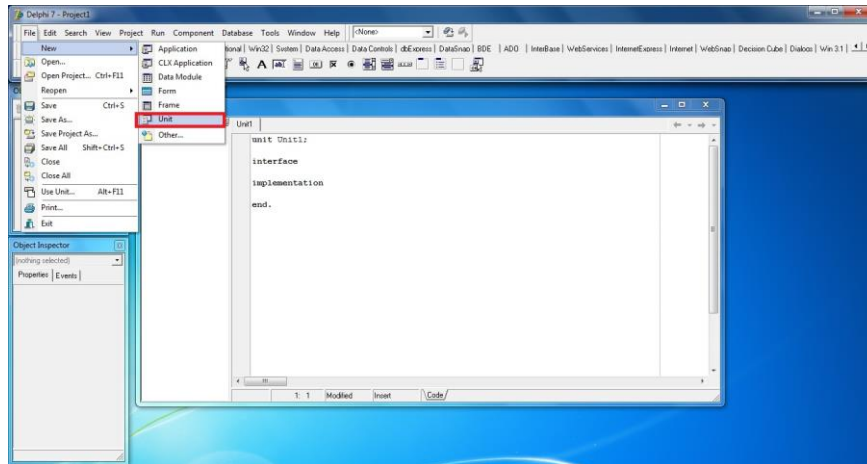 Delphi 7 - Project1
File Edit Search View Project Run Component Database Tools Window Help <None>
Win32 | System | Data Access | Data Controls | dbExpress | DataSnap | BDE | ADO | InterBase | WebServices | InternetExpress | Internet | WebSnap | Decision Cube | Dialogs | Win 3.1
New
Open...
Open Project... Ctrl+F11
Reopen
Save Ctrl+S
Save As...
Save Project As...
Save All Shift+Ctrl+S
Close
Close All
Use Unit... Alt+F11
Print...
Exit
Application
CLX Application
Data Module
Form
Frame
Unit
Other...
Unit1
unit Unit1;
interface
implementation
end.
1: 1 Modified Insert Code
Object Inspector
(nothing selected)
Properties Events